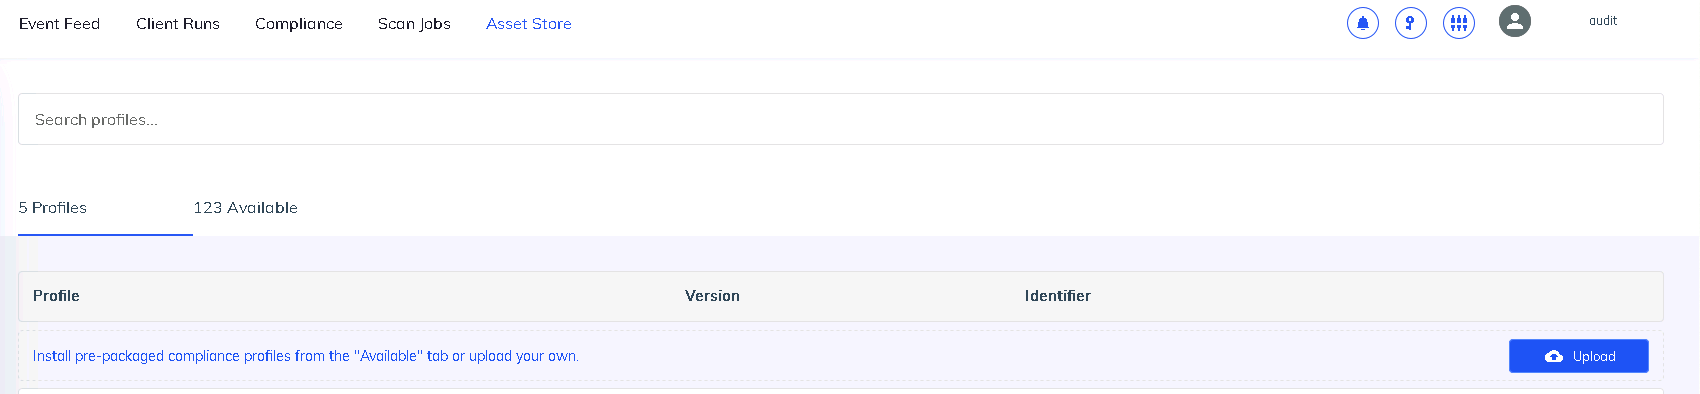 Event Feed Client Runs Compliance Scan Jobs Asset Store audit
Search profiles...
5 Profiles 123 Available
Profile Version Identifier
Install pre-packaged compliance profiles from the "Available" tab or upload your own. Upload